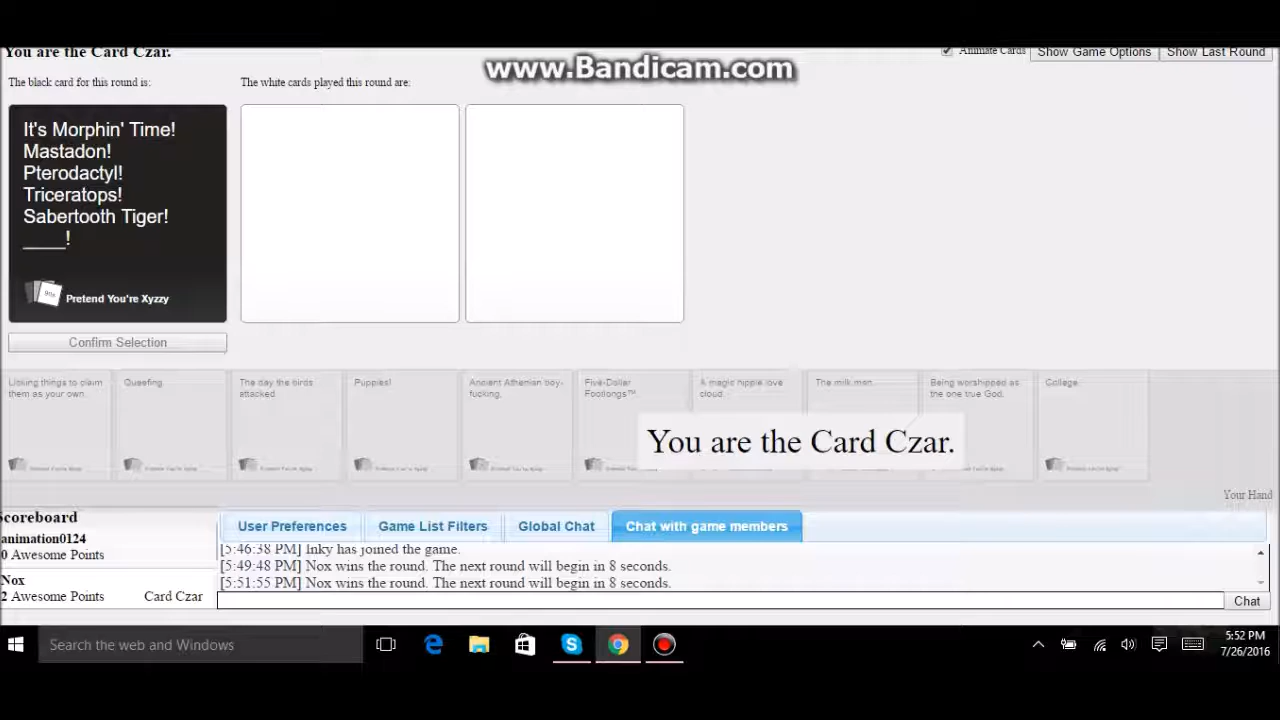 You are the Card Czar.
www.Bandicam.com
Animate Cards
Show Game Options
Show Last Round
The black card for this round is:
The white cards played this round are:
It's Morphin' Time!
Mastadon!
Pterodactyl!
Triceratops!
Sabertooth Tiger!
____!
Pretend You're Xyzzy
Confirm Selection
Licking things to claim
them as your own.
Queefing.
The day the birds
attacked.
Puppies!
Ancient Athenian boy-
fucking.
Five-Dollar
Footlongs™
A magic hippie love
cloud.
The milk man.
Being worshipped as
the one true God.
College.
You are the Card Czar.
Your Hand
Scoreboard
animation0124
0 Awesome Points
Nox
2 Awesome Points
Card Czar
User Preferences
Game List Filters
Global Chat
Chat with game members
[5:46:38 PM] Inky has joined the game.
[5:49:48 PM] Nox wins the round. The next round will begin in 8 seconds.
[5:51:55 PM] Nox wins the round. The next round will begin in 8 seconds.
Chat
Search the web and Windows
5:52 PM
7/26/2016